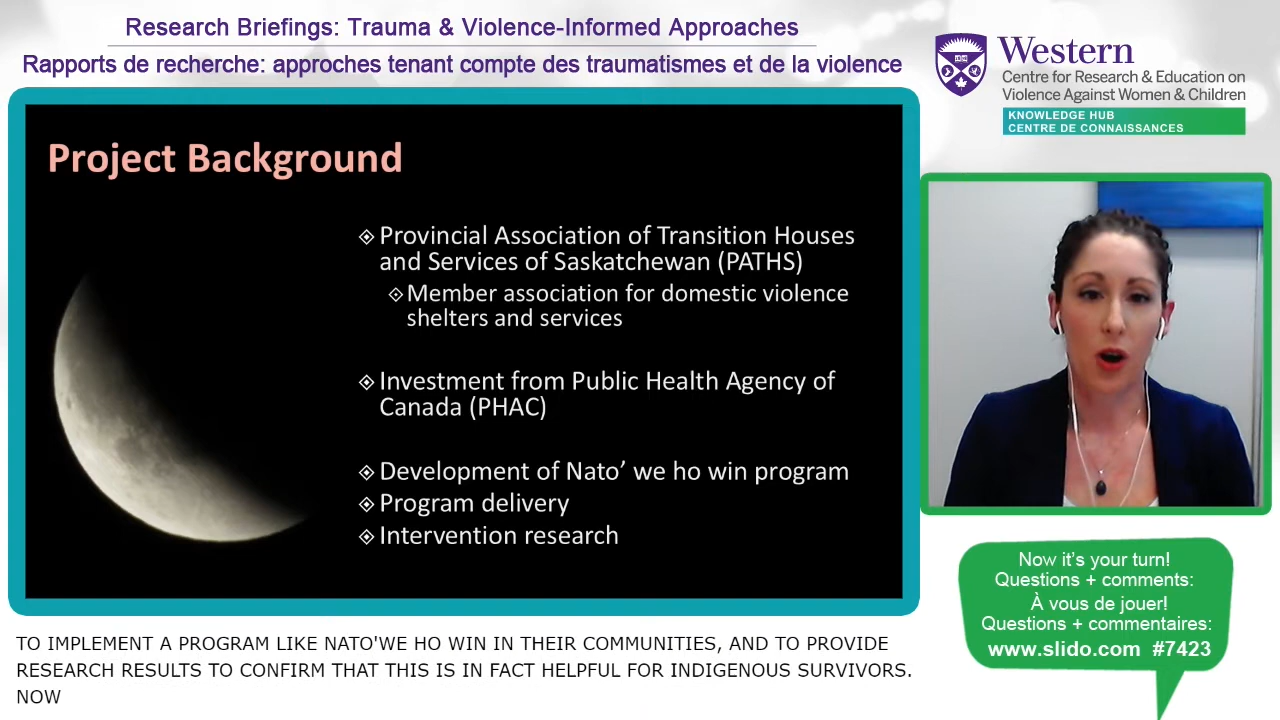 Research Briefings: Trauma & Violence-Informed Approaches
Rapports de recherche: approches tenant compte des traumatismes et de la violence
Western
Centre for Research & Education on
Violence Against Women & Children
KNOWLEDGE HUB
CENTRE DE CONNAISSANCES
Project Background
Provincial Association of Transition Houses
and Services of Saskatchewan (PATHS)
Member association for domestic violence
shelters and services
Investment from Public Health Agency of
Canada (PHAC)
Development of Nato’ we ho win program
Program delivery
Intervention research
Now it's your turn!
Questions + comments:
À vous de jouer!
Questions + commentaires:
www.slido.com #7423
TO IMPLEMENT A PROGRAM LIKE NATO'WE HO WIN IN THEIR COMMUNITIES, AND TO PROVIDE
RESEARCH RESULTS TO CONFIRM THAT THIS IS IN FACT HELPFUL FOR INDIGENOUS SURVIVORS.
NOW